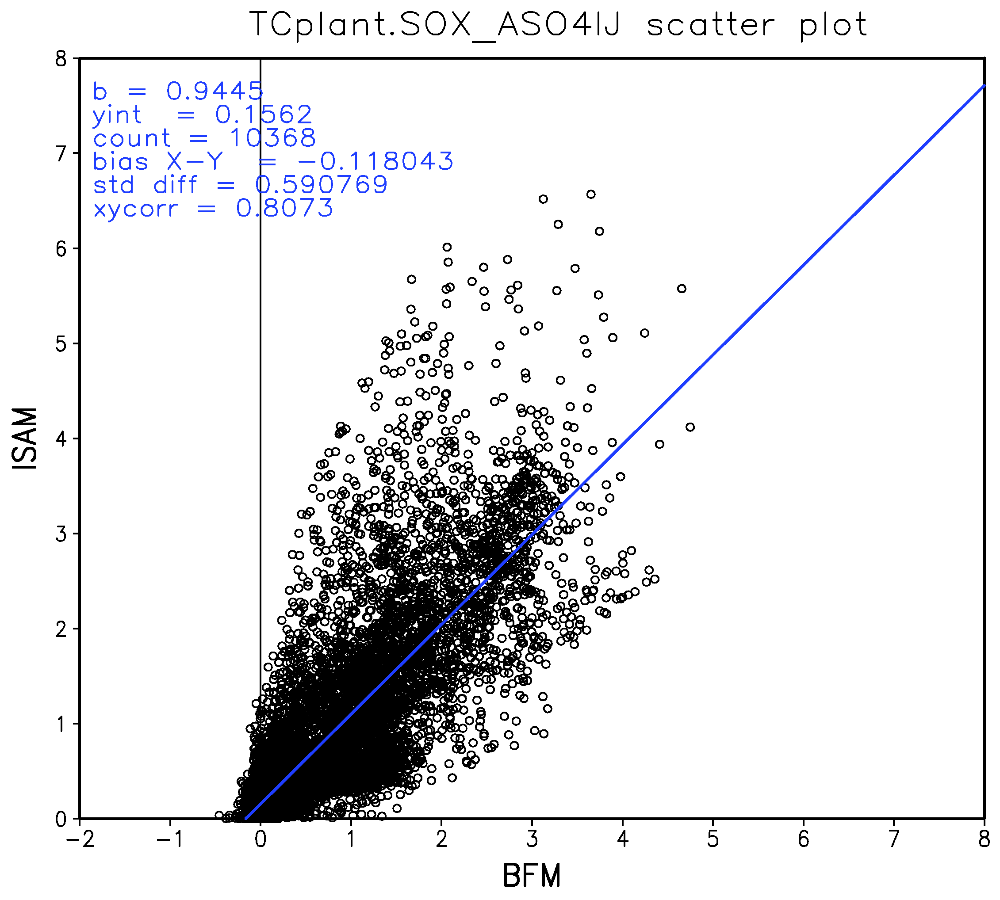 TCplant.SOX_ASO4IJ scatter plot
b = 0.9445
yint = 0.1562
count = 10368
bias X-Y = -0.118043
std diff = 0.590769
xycorr = 0.8073
8
7
6
5
4
3
2
1
0
ISAM
-2 -1 0 1 2 3 4 5 6 7 8
BFM